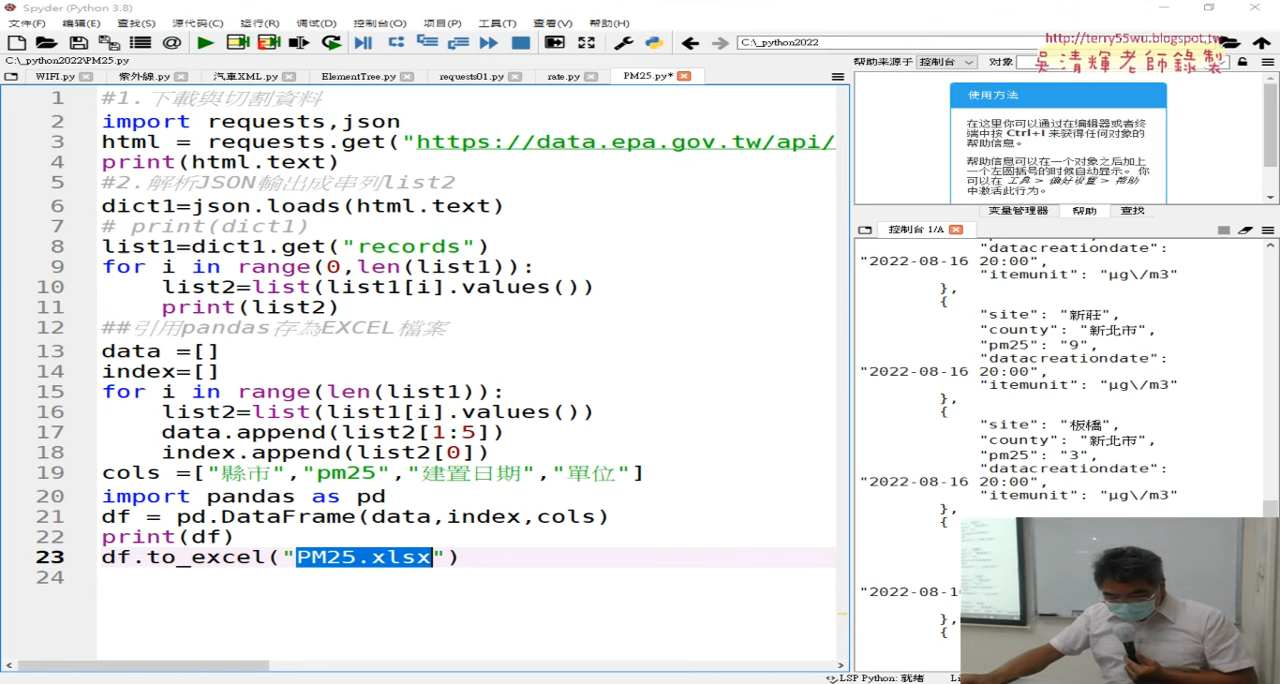 Spyder (Python 3.8)
文件(F) 编辑(E) 查找(S) 源代码(C) 运行(R) 调试(D) 控制台(O) 项目(P) 工具(T) 查看(V) 帮助(H)
C:\_python2022
http://terry55wu.blogspot.tw
吳清輝老師錄製
C:\_python2022\PM25.py
帮助来源于 控制台 对象
WIFI.py 紫外線.py 汽車XML.py ElementTree.py requests01.py rate.py PM25.py*
1 #1.下載與切割資料
2 import requests,json
3 html = requests.get("https://data.epa.gov.tw/api/
4 print(html.text)
5 #2.解析JSON輸出成串列list2
6 dict1=json.loads(html.text)
7 # print(dict1)
8 list1=dict1.get("records")
9 for i in range(0,len(list1)):
10 list2=list(list1[i].values())
11 print(list2)
12 ##引用pandas存為EXCEL檔案
13 data =[]
14 index=[]
15 for i in range(len(list1)):
16 list2=list(list1[i].values())
17 data.append(list2[1:5])
18 index.append(list2[0])
19 cols =["縣市","pm25","建置日期","單位"]
20 import pandas as pd
21 df = pd.DataFrame(data,index,cols)
22 print(df)
23 df.to_excel("PM25.xlsx")
24
使用方法
在这里你可以通过在编辑器或者终
端中按 Ctrl+I 来获得任何对象的
帮助信息。
帮助信息可以在一个对象之后加上
一个左圆括号的时候自动显示。 你
可以在 工具 > 偏好设置 > 帮助
中激活此行为。
变量管理器 帮助 查找
控制台 1/A
"datacreationdate":
"2022-08-16 20:00",
"itemunit": "μg\/m3"
},
{
"site": "新莊",
"county": "新北市",
"pm25": "9",
"datacreationdate":
"2022-08-16 20:00",
"itemunit": "μg\/m3"
},
{
"site": "板橋",
"county": "新北市",
"pm25": "3",
"datacreationdate":
"2022-08-16 20:00",
"itemunit": "μg\/m3"
},
{
"2022-08-1
},
{
LSP Python: 就绪